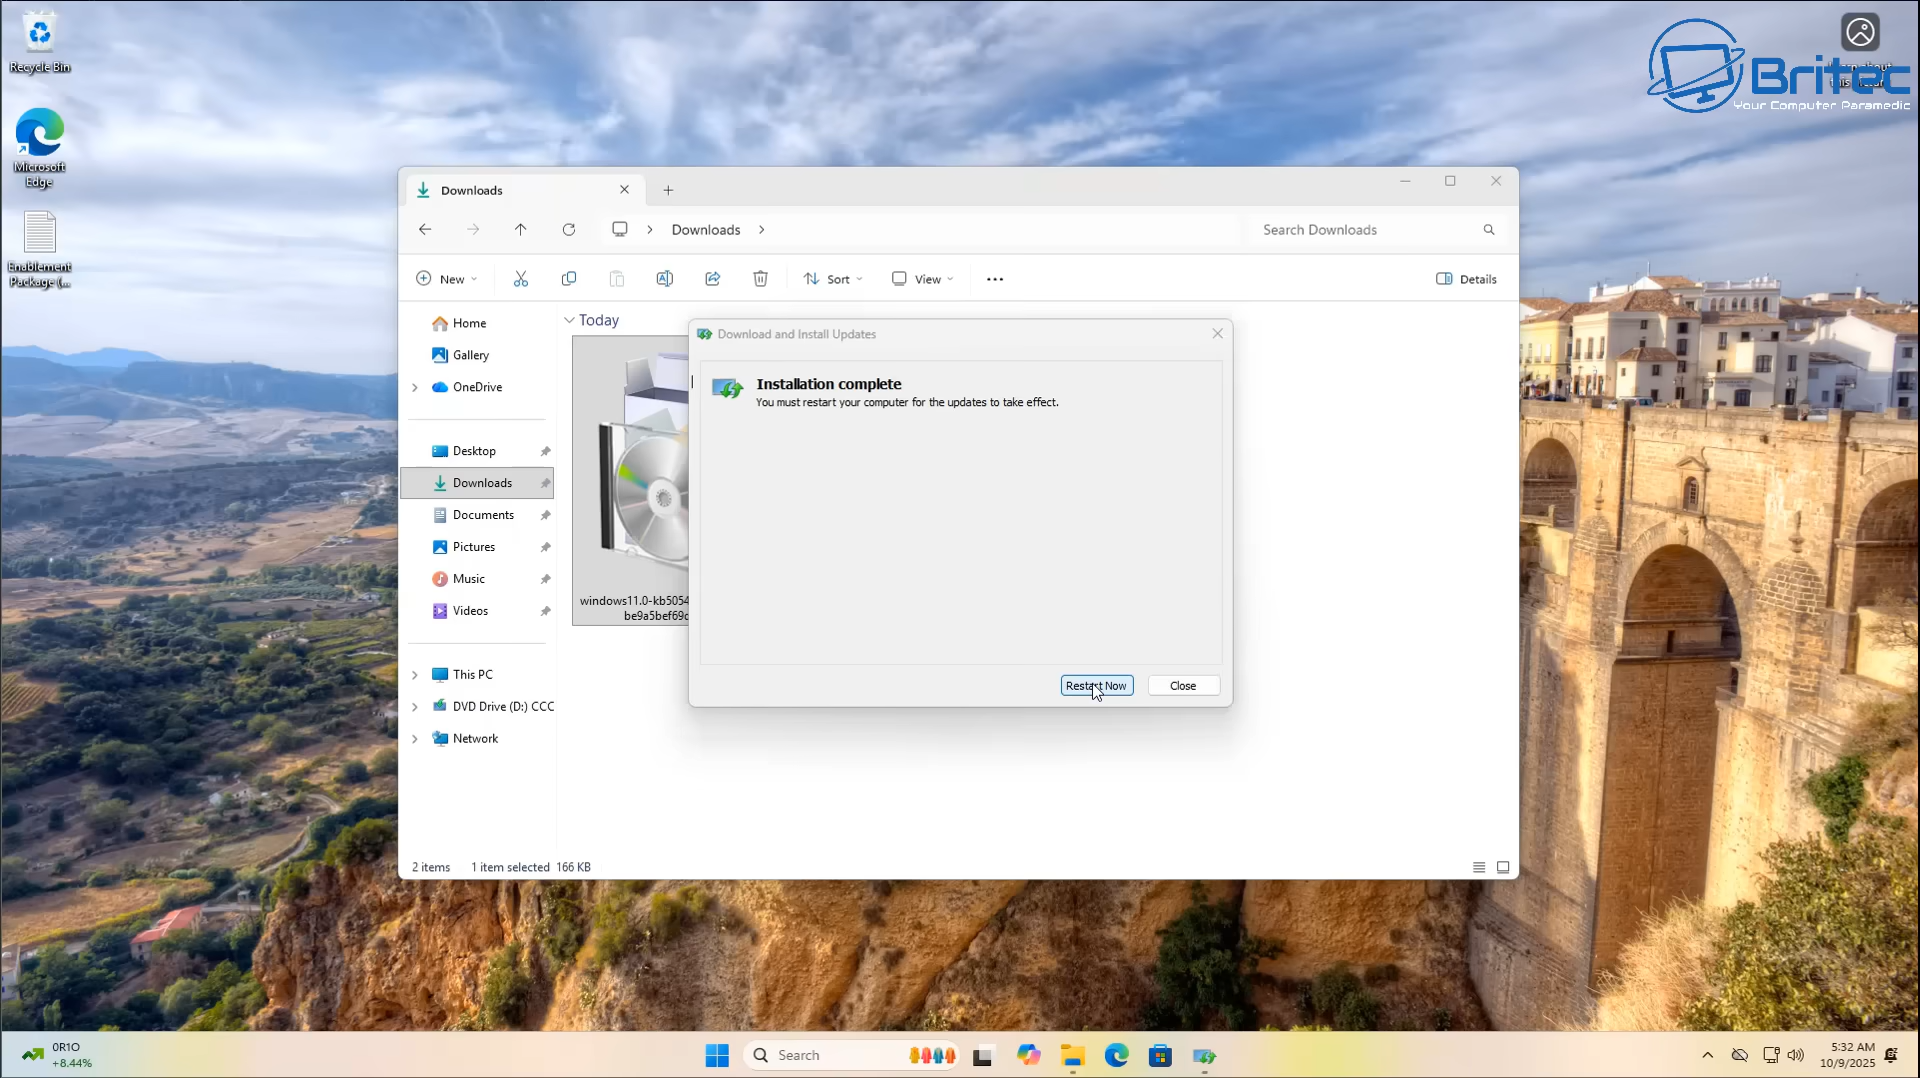 Recycle Bin
Microsoft
Edge
Enablement
Package (...
Britec
Your Computer Paramedic
Downloads
Downloads
Search Downloads
New
Sort
View
Details
Home
Gallery
OneDrive
Desktop
Downloads
Documents
Pictures
Music
Videos
This PC
DVD Drive (D:) CCC
Network
Today
windows11.0-kb5054
be9a5bef69
Download and Install Updates
Installation complete
You must restart your computer for the updates to take effect.
Restart Now
Close
2 items 1 item selected 166 KB
0R1O
+8.44%
Search
5:32 AM
10/9/2025